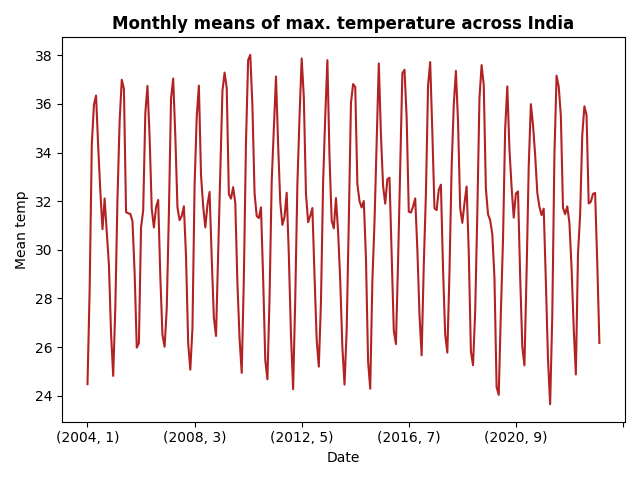 Monthly means of max. temperature across India
Mean temp
38
36
34
32
30
28
26
24
(2004, 1) (2008, 3) (2012, 5) (2016, 7) (2020, 9)
Date